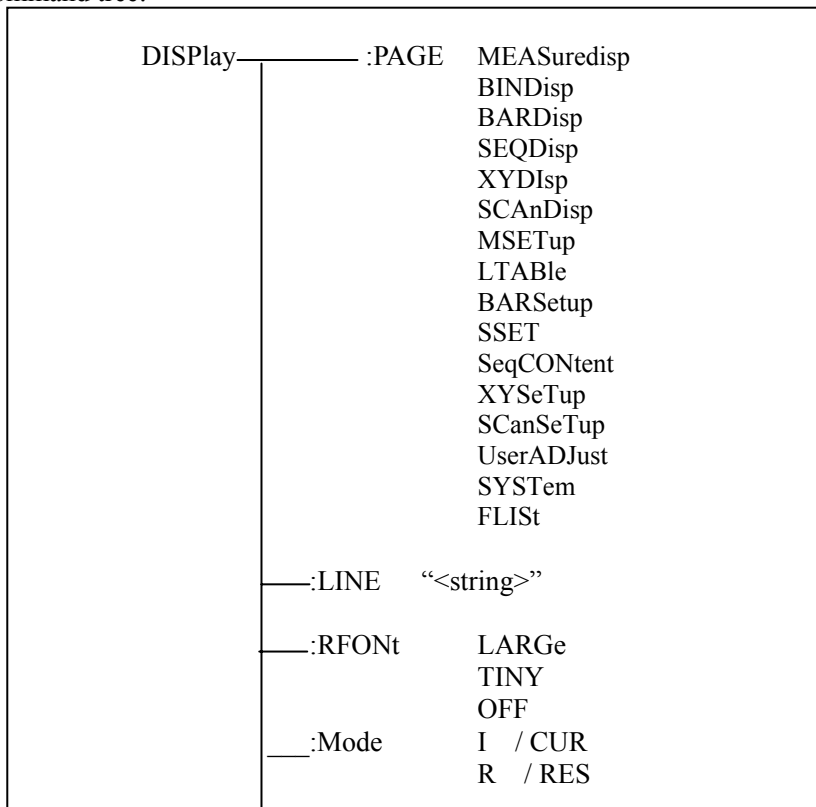 DISPlay :PAGE MEASuredisp
BINDisp
BARDisp
SEQDisp
XYDIsp
SCAnDisp
MSETup
LTABle
BARSetup
SSET
SeqCONtent
XYSeTup
SCanSeTup
UserADJust
SYSTem
FLISt
:LINE “<string>”
:RFONt LARGe
TINY
OFF
___:Mode I / CUR
R / RES